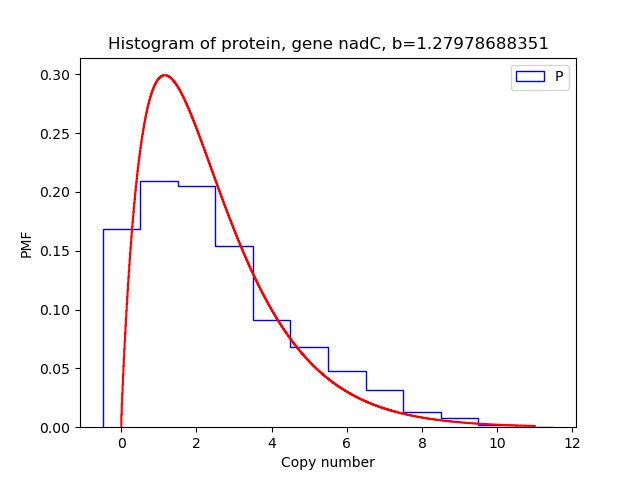 Histogram of protein, gene nadC, b=1.27978688351
P
PMF
0.30
0.25
0.20
0.15
0.10
0.05
0.00
0 2 4 6 8 10 12
Copy number